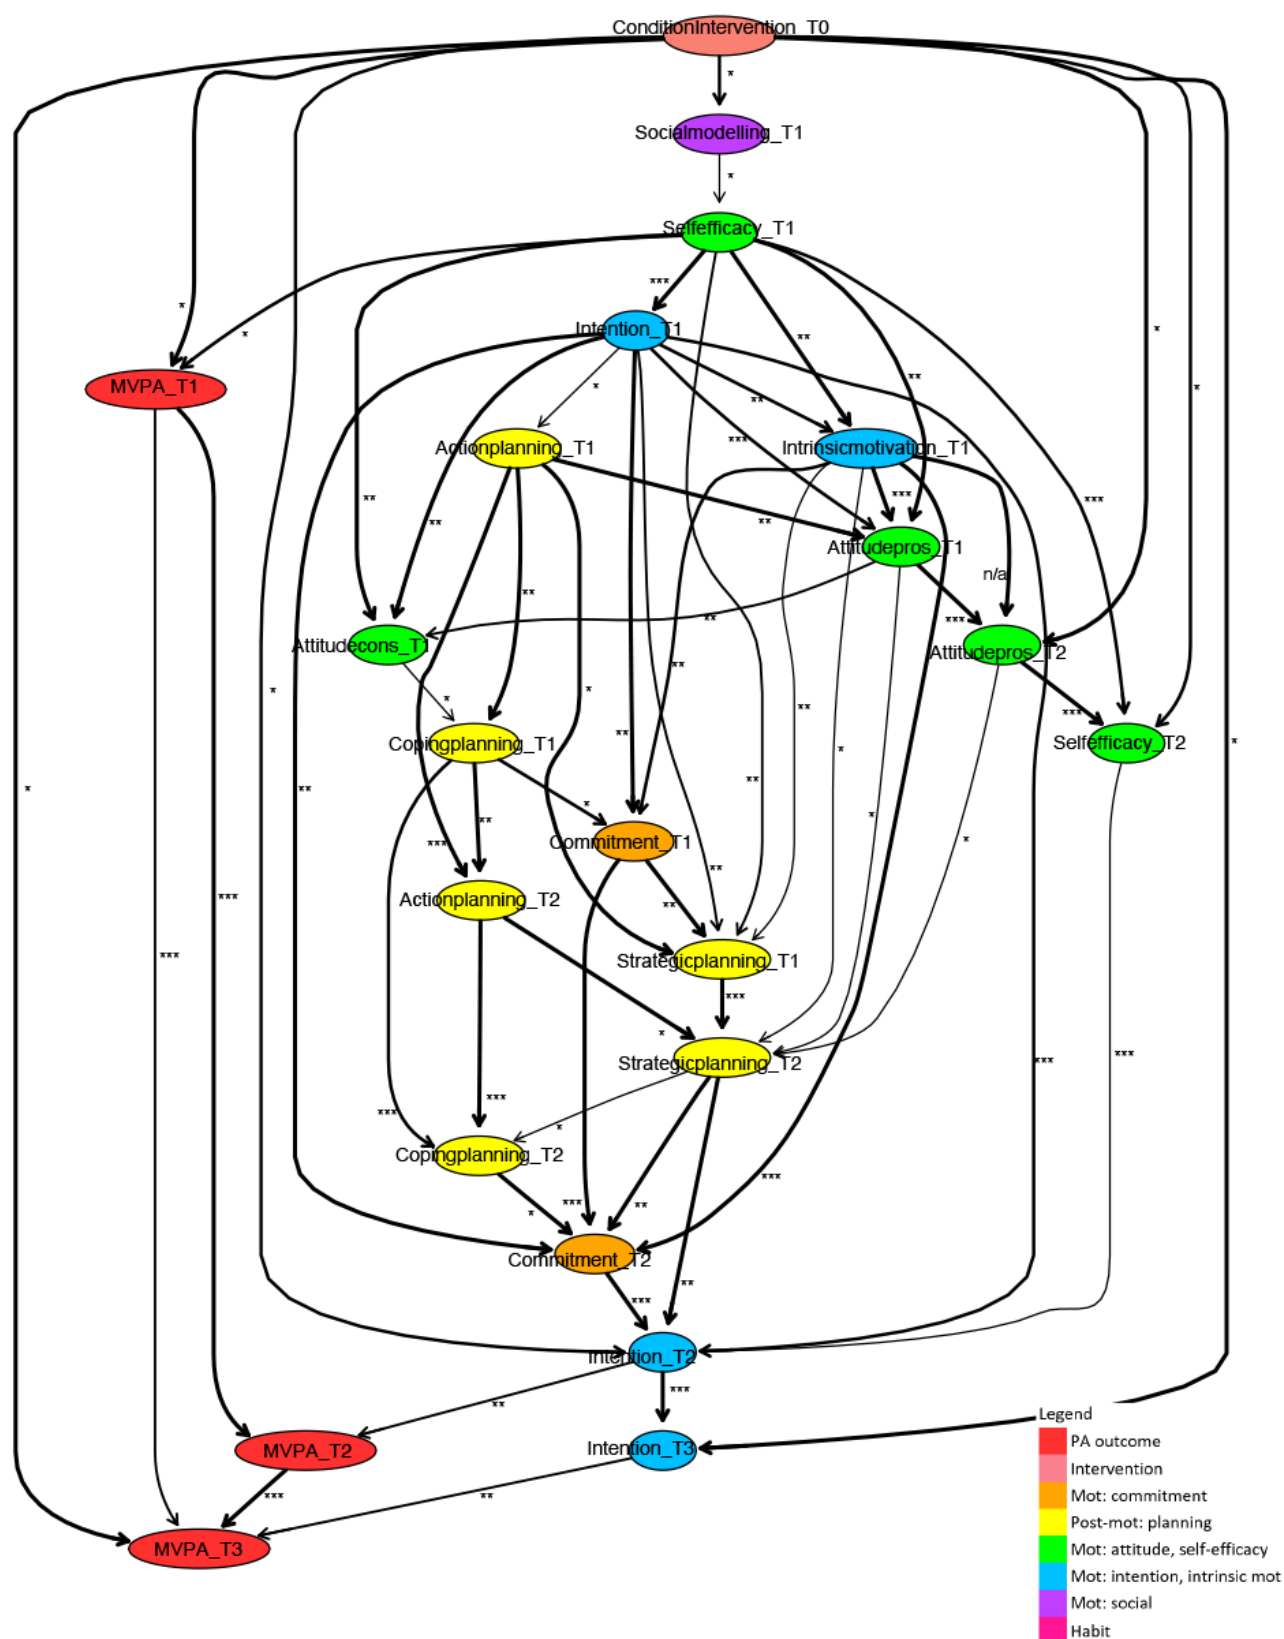 ConditionIntervention_T0
*
Socialmodelling_T1
*
Selfefficacy_T1
***
*
*
Intention_T1
**
*
MVPA_T1
*
**
**
***
Actionplanning_T1
Intrinsicmotivation_T1
*
**
**
***
***
**
Attitudepros_T1
n/a
**
***
**
Attitudecons_T1
Attitudepros_T2
**
*
*
*
**
***
**
*
Copingplanning_T1
Selfefficacy_T2
*
*
**
*
**
*
*
**
*
***
Commitment_T1
*
**
Actionplanning_T2
***
**
***
Strategicplanning_T1
***
*
Strategicplanning_T2
***
***
***
***
*
Copingplanning_T2
***
*
***
**
Commitment_T2
**
***
Intention_T2
***
**
Legend
MVPA_T2
Intention_T3
PA outcome
Intervention
***
**
Mot: commitment
Post-mot: planning
MVPA_T3
Mot: attitude, self-efficacy
Mot: intention, intrinsic mot
Mot: social
Habit